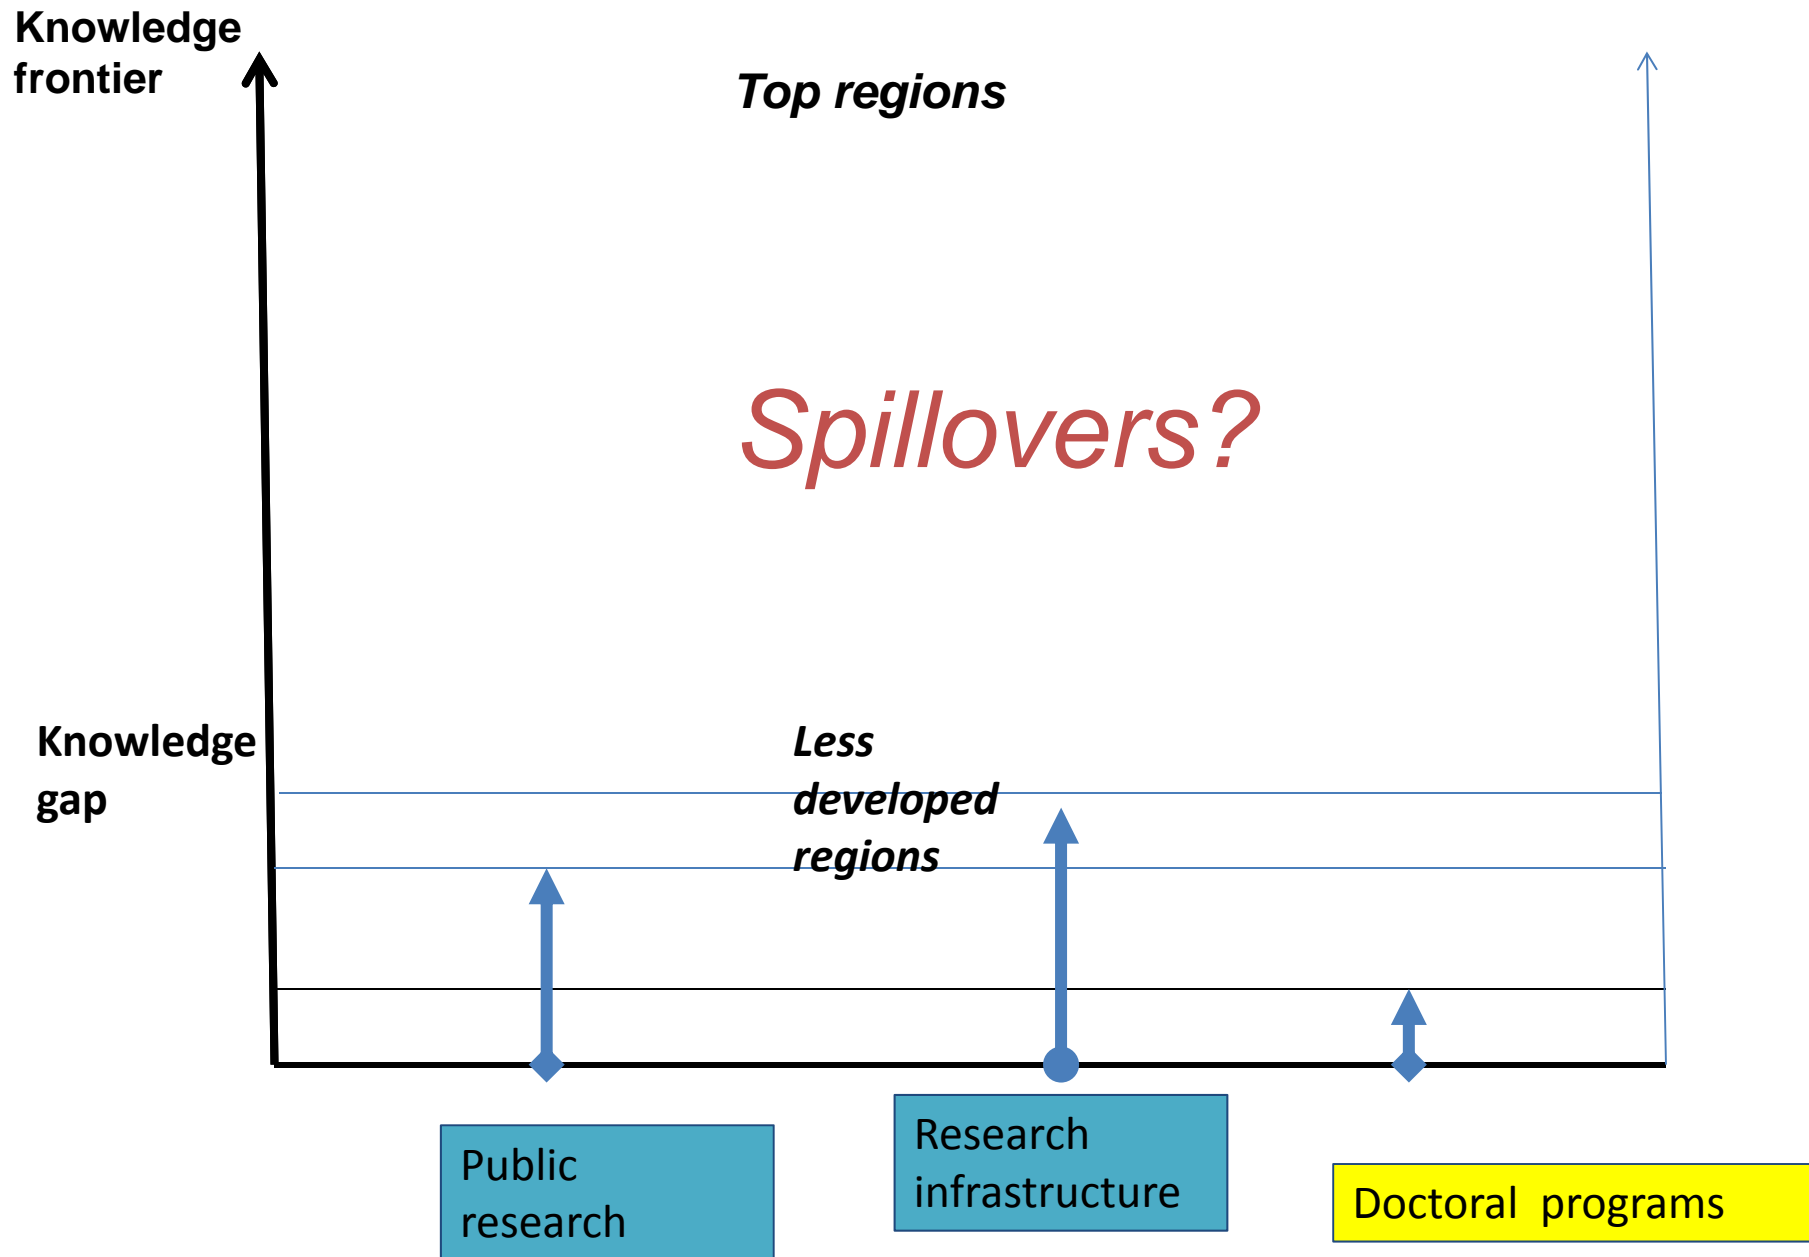 Knowledge
frontier
Top regions
Spillovers?
Knowledge
gap
Less
developed
regions
Public
research
Research
infrastructure
Doctoral  programs